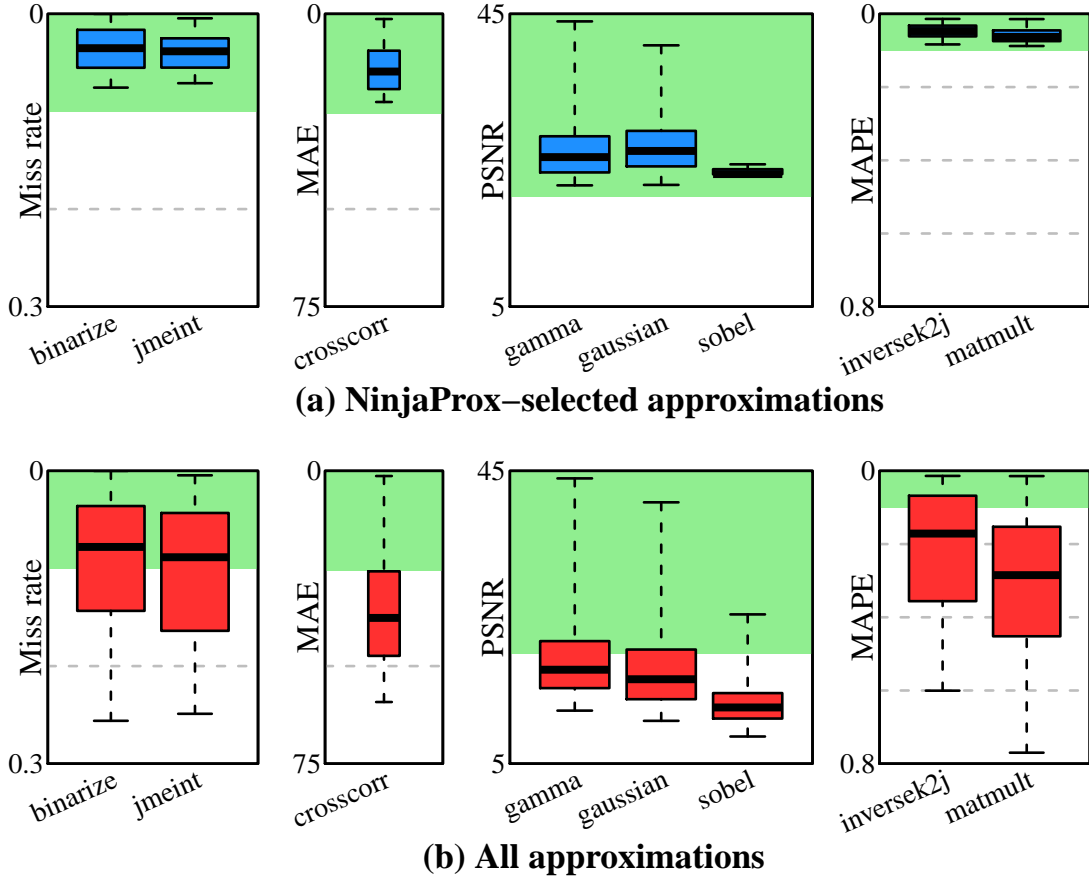 0
Miss rate
0.3
binarize
jmeint
0
MAE
75
crosscorr
45
PSNR
5
gamma
gaussian
sobel
0
MAPE
0.8
inversek2j
matmult
(a) NinjaProx−selected approximations
0
Miss rate
0.3
binarize
jmeint
0
MAE
75
crosscorr
45
PSNR
5
gamma
gaussian
sobel
0
MAPE
0.8
inversek2j
matmult
(b) All approximations